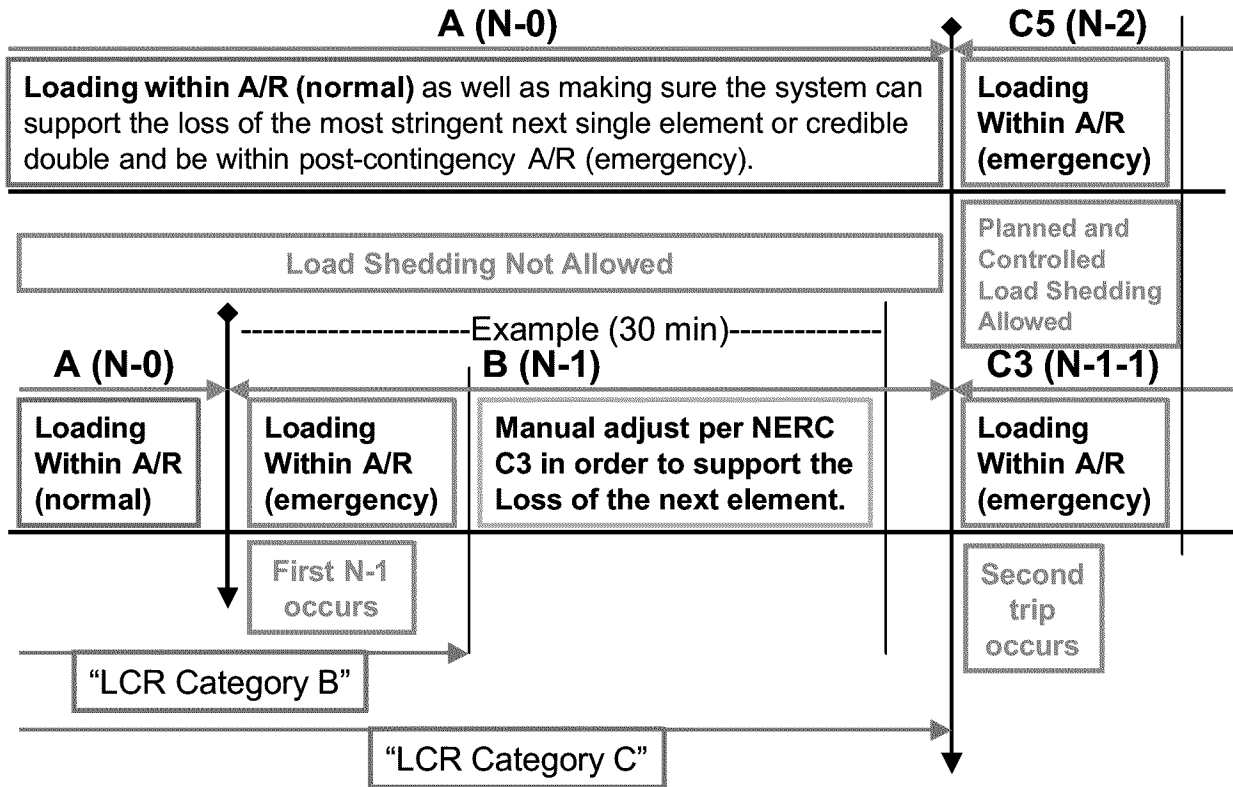 A (N-0)
C5 (N-2)
Loading within A/R (normal) as well as making sure the system can
support the loss of the most stringent next single element or credible
double and be within post-contingency A/R (emergency).
Loading
Within A/R
(emergency)
Load Shedding Not Allowed
Planned and
Controlled
Load Shedding
Allowed
Example (30 min)
A (N-0)
B (N-1)
C3 (N-1-1)
Loading
Within A/R
(normal)
Loading
Within A/R
(emergency)
Manual adjust per NERC
C3 in order to support the
Loss of the next element.
Loading
Within A/R
(emergency)
First N-1
occurs
Second
trip
occurs
“LCR Category B”
“LCR Category C”